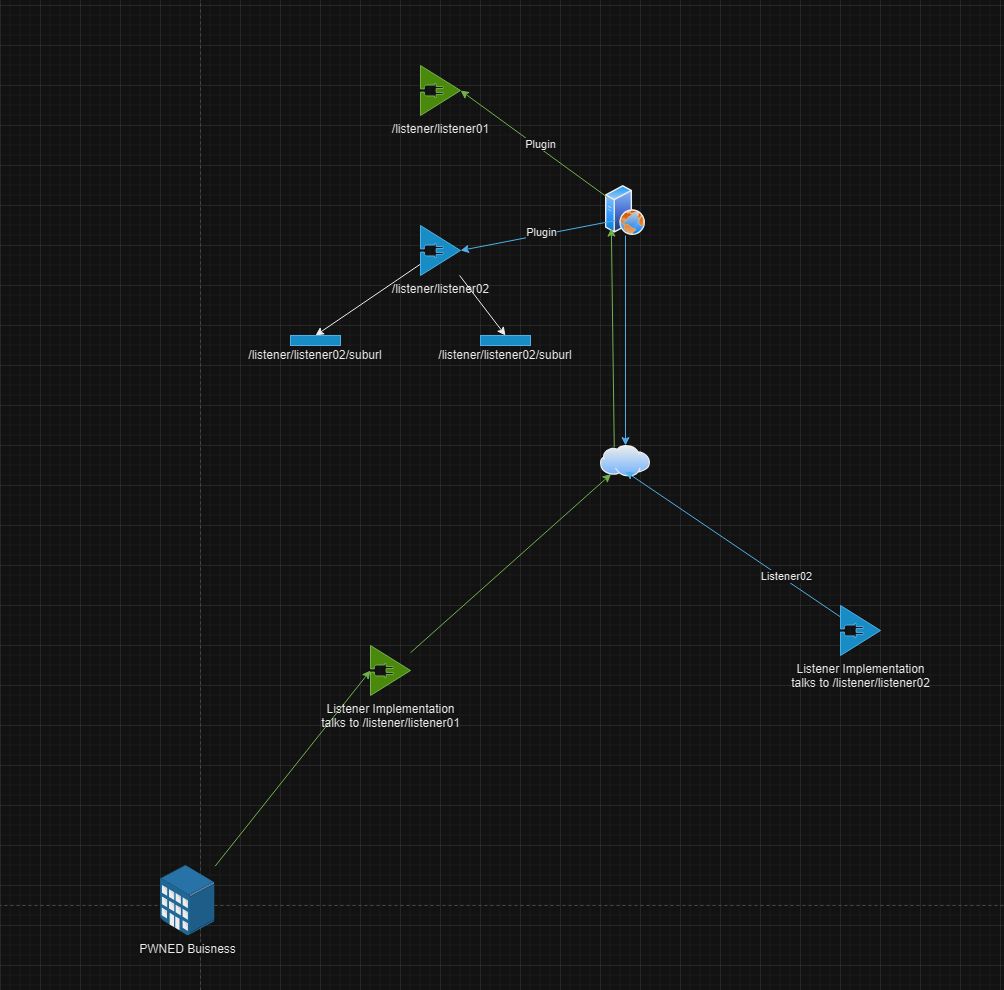 /listener/listener01
Plugin
Plugin
/listener/listener02
/listener/listener02/suburl
/listener/listener02/suburl
Listener02
Listener Implementation
talks to /listener/listener02
Listener Implementation
talks to /listener/listener01
PWNED Buisness